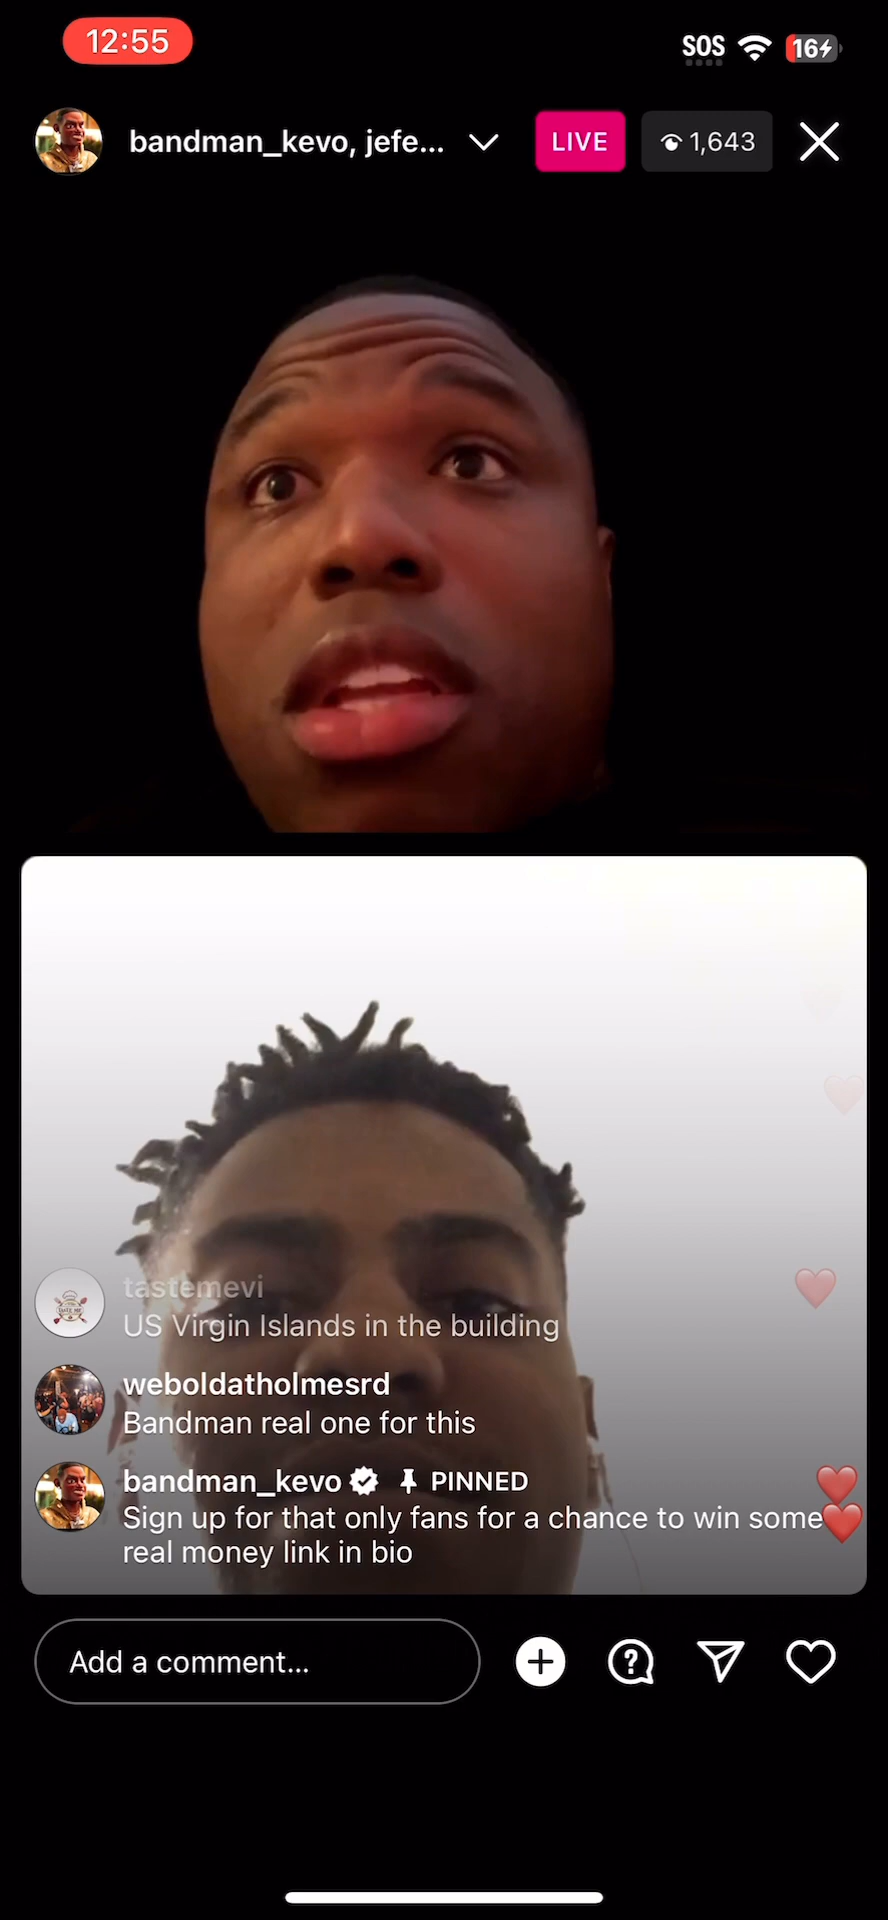 12:55
SOS
16
bandman_kevo, jefe...
LIVE
1,643
tastemevi
US Virgin Islands in the building
weboldatholmesrd
Bandman real one for this
bandman_kevo PINNED
Sign up for that only fans for a chance to win some
real money link in bio
Add a comment...